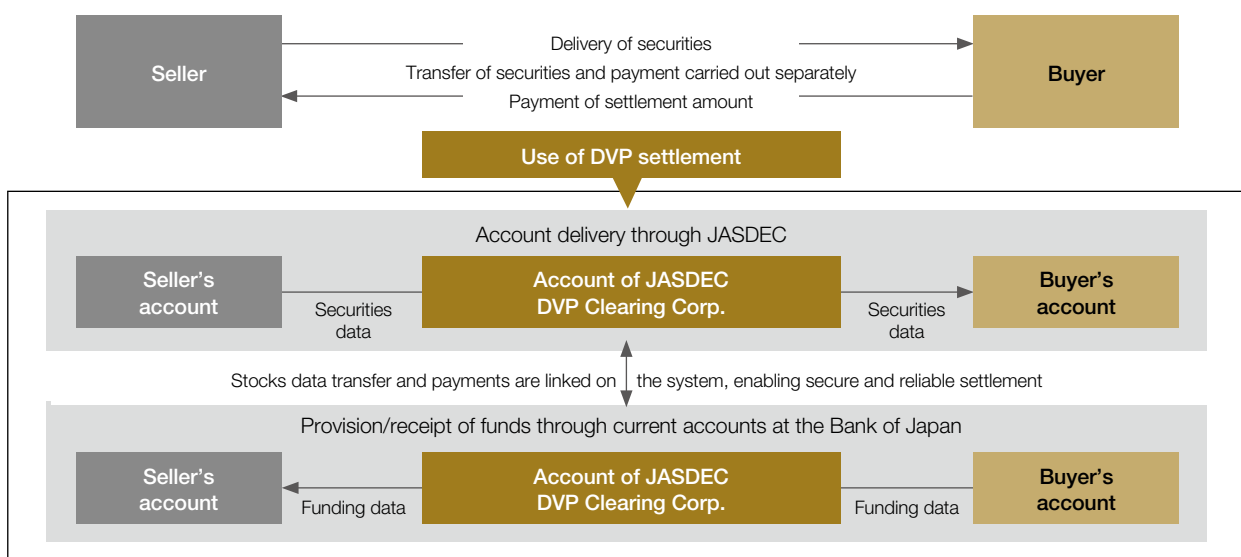 Seller
Delivery of securities
Transfer of securities and payment carried out separately
Payment of settlement amount
Buyer
Use of DVP settlement
Account delivery through JASDEC
Seller's
account
Securities
data
Account of JASDEC
DVP Clearing Corp.
Securities
data
Buyer's
account
Stocks data transfer and payments are linked on the system, enabling secure and reliable settlement
Provision/receipt of funds through current accounts at the Bank of Japan
Seller's
account
Funding data
Account of JASDEC
DVP Clearing Corp.
Funding data
Buyer's
account